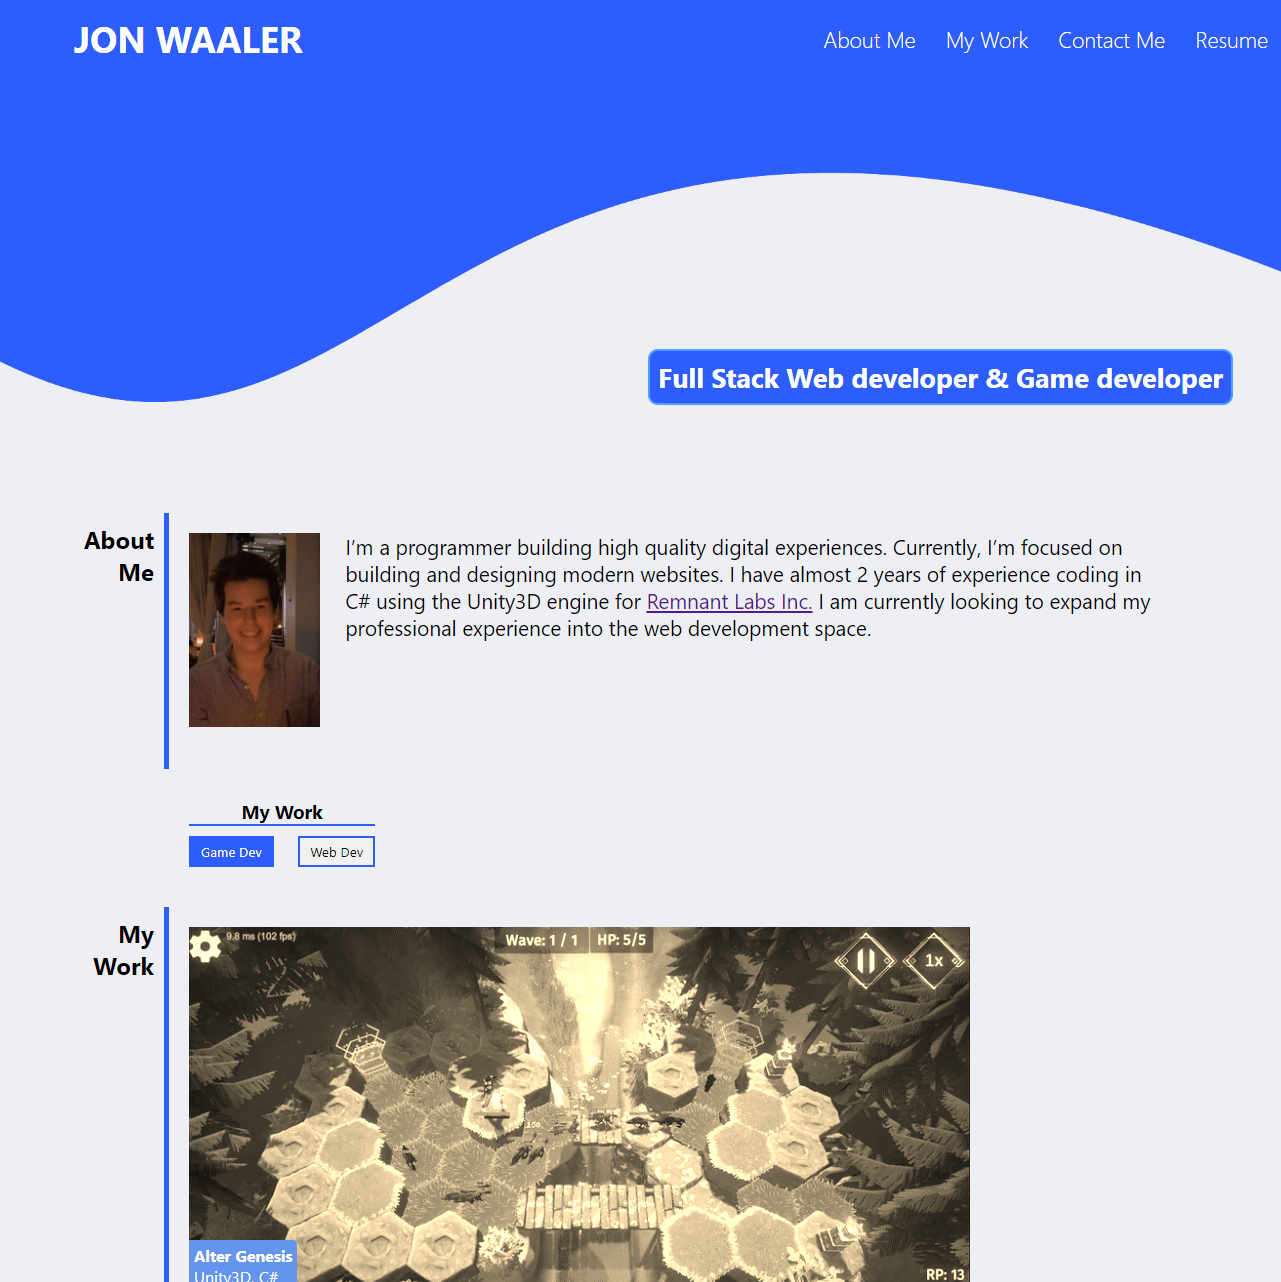 JON WAALER
About Me
My Work
Contact Me
Resume
Full Stack Web developer & Game developer
About
Me
I’m a programmer building high quality digital experiences. Currently, I’m focused on
building and designing modern websites. I have almost 2 years of experience coding in
C# using the Unity3D engine for Remnant Labs Inc. I am currently looking to expand my
professional experience into the web development space.
My Work
Game Dev
Web Dev
My
Work
9.8 ms (102 fps)
Wave: 1 / 1
HP: 5/5
1x
100
Alter Genesis
Unity3D, C#
RP: 13